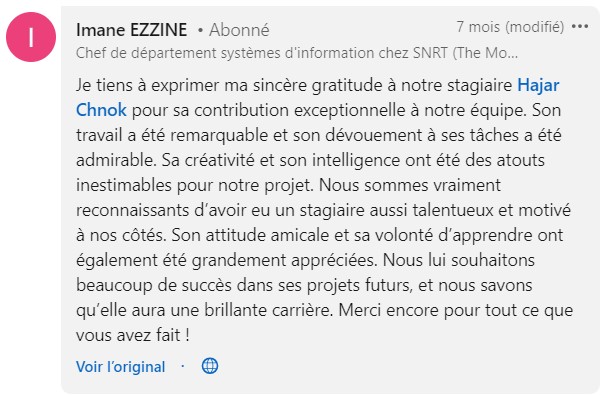 I
Imane EZZINE • Abonné 7 mois (modifié) •••
Chef de département systèmes d'information chez SNRT (The Mo...
Je tiens à exprimer ma sincère gratitude à notre stagiaire Hajar
Chnok pour sa contribution exceptionnelle à notre équipe. Son
travail a été remarquable et son dévouement à ses tâches a été
admirable. Sa créativité et son intelligence ont été des atouts
inestimables pour notre projet. Nous sommes vraiment
reconnaissants d’avoir eu un stagiaire aussi talentueux et motivé
à nos côtés. Son attitude amicale et sa volonté d’apprendre ont
également été grandement appréciées. Nous lui souhaitons
beaucoup de succès dans ses projets futurs, et nous savons
qu’elle aura une brillante carrière. Merci encore pour tout ce que
vous avez fait !
Voir l’original ·